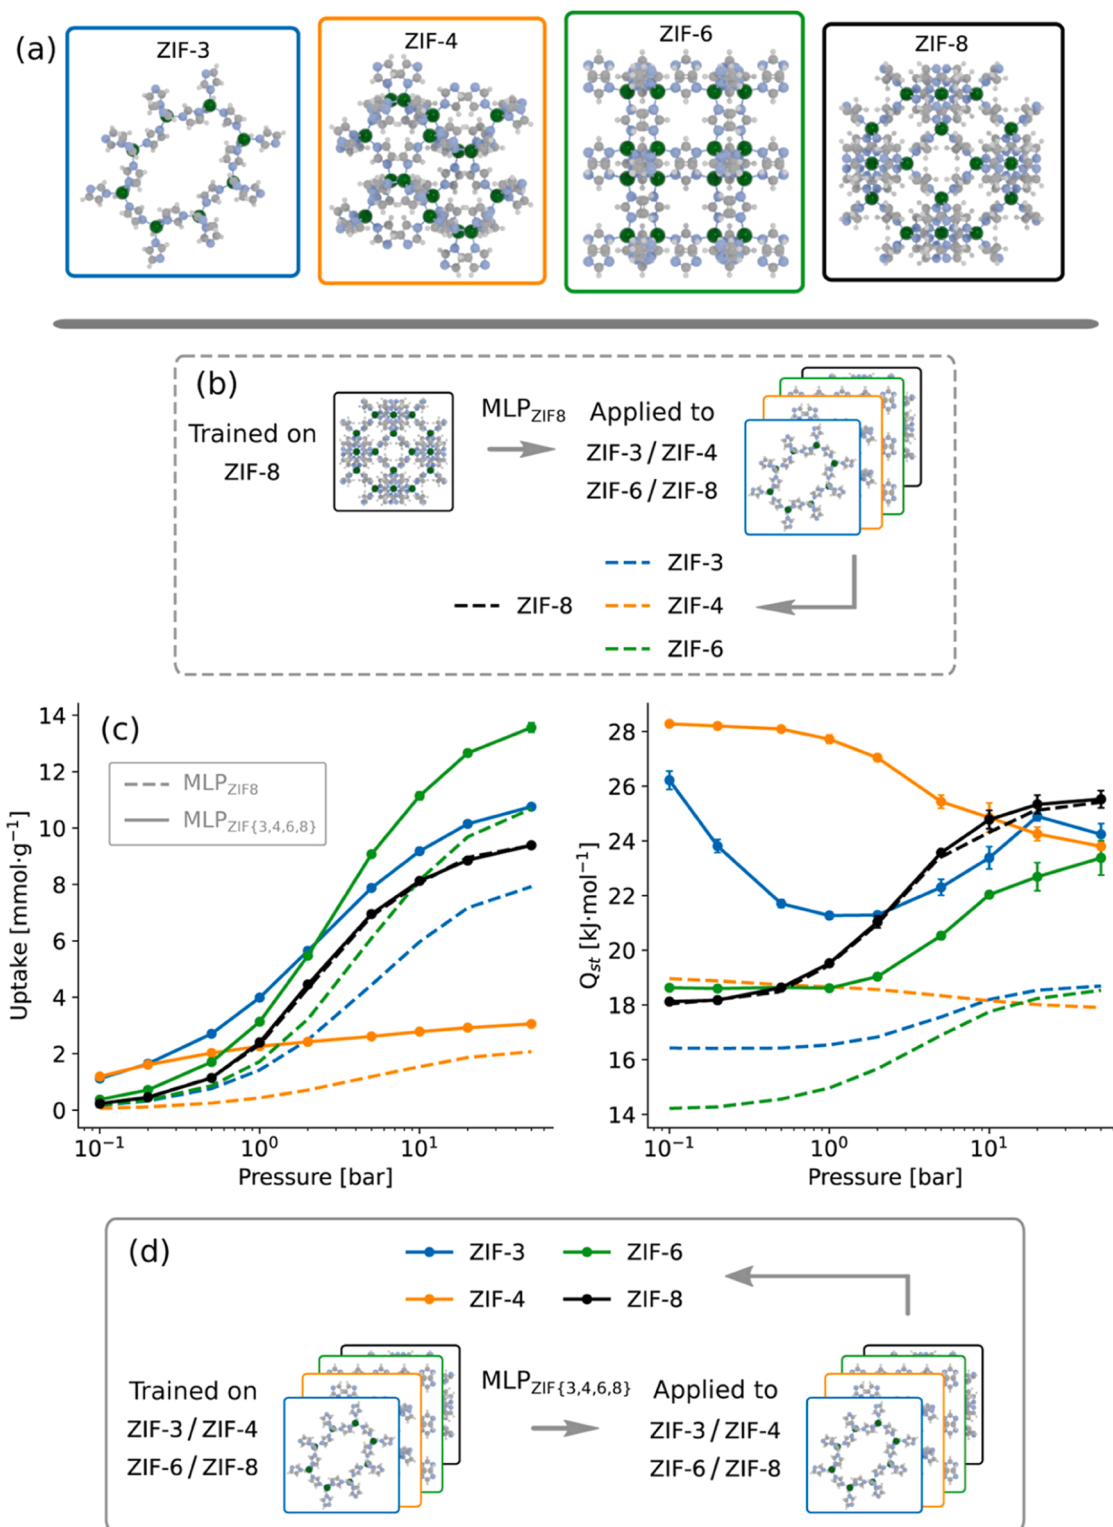 (a)
ZIF-3
ZIF-4
ZIF-6
ZIF-8
(b)
Trained on
ZIF-8
MLP_ZIF8
Applied to
ZIF-3 / ZIF-4
ZIF-6 / ZIF-8
ZIF-3
ZIF-8
ZIF-4
ZIF-6
(c)
MLP_ZIF8
MLP_ZIF{3,4,6,8}
Uptake [mmol·g⁻¹]
14
12
10
8
6
4
2
0
10⁻¹
10⁰
10¹
Pressure [bar]
Q_st [kJ·mol⁻¹]
28
26
24
22
20
18
16
14
10⁻¹
10⁰
10¹
Pressure [bar]
(d)
ZIF-3
ZIF-6
ZIF-4
ZIF-8
Trained on
ZIF-3 / ZIF-4
ZIF-6 / ZIF-8
MLP_ZIF{3,4,6,8}
Applied to
ZIF-3 / ZIF-4
ZIF-6 / ZIF-8